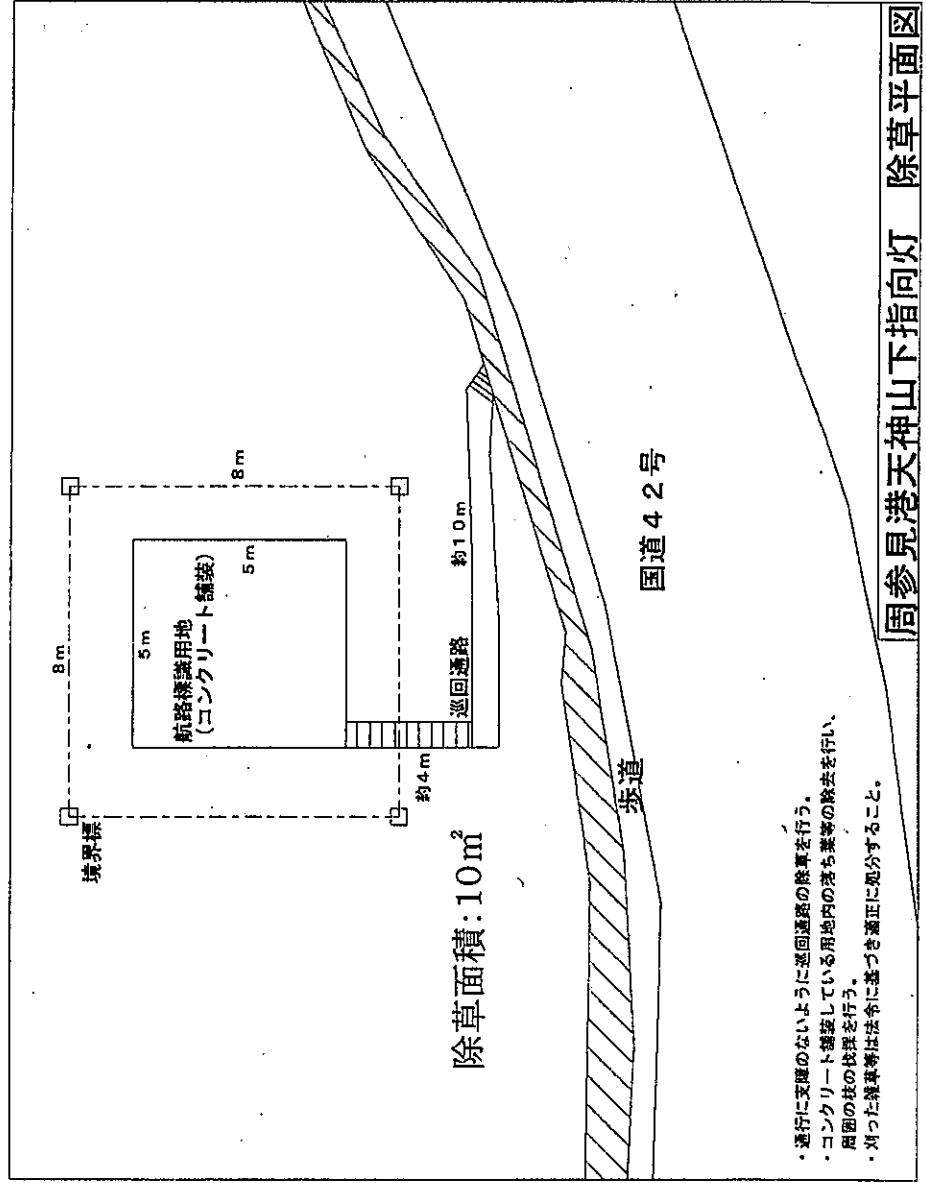 周参見港天神山下指向灯　除草平面図
8m
8m
境界標
5m
5m
航路標識用地
(コンクリート舗装)
約4m
巡回通路
約10m
除草面積:10m²
歩道
国道42号
・通行に支障のないように巡回通路の除草を行う。
・コンクリート舗装している用地内の落ち葉等の除去を行い、
周囲の枝の伐採を行う。
・刈った雑草等は法令に基づき適正に処分すること。